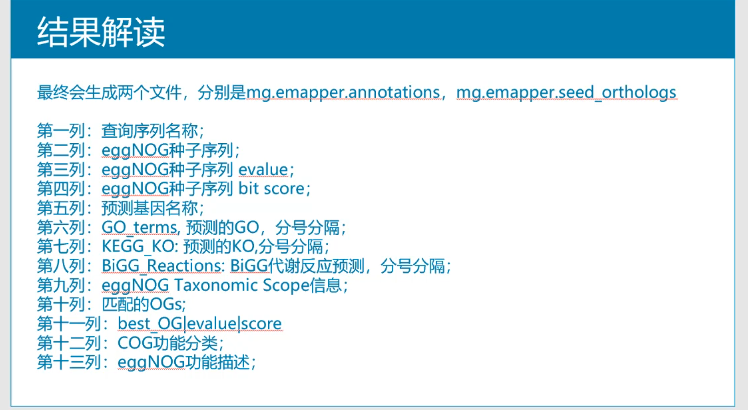 结果解读
最终会生成两个文件，分别是mg.emapper.annotations，mg.emapper.seed_orthologs
第一列：查询序列名称；
第二列：eggNOG种子序列；
第三列：eggNOG种子序列 evalue；
第四列：eggNOG种子序列 bit score；
第五列：预测基因名称；
第六列：GO_terms, 预测的GO，分号分隔；
第七列：KEGG_KO: 预测的KO,分号分隔；
第八列：BiGG_Reactions: BiGG代谢反应预测，分号分隔；
第九列：eggNOG Taxonomic Scope信息；
第十列：匹配的OGs;
第十一列：best_OG|evalue|score
第十二列：COG功能分类；
第十三列：eggNOG功能描述；